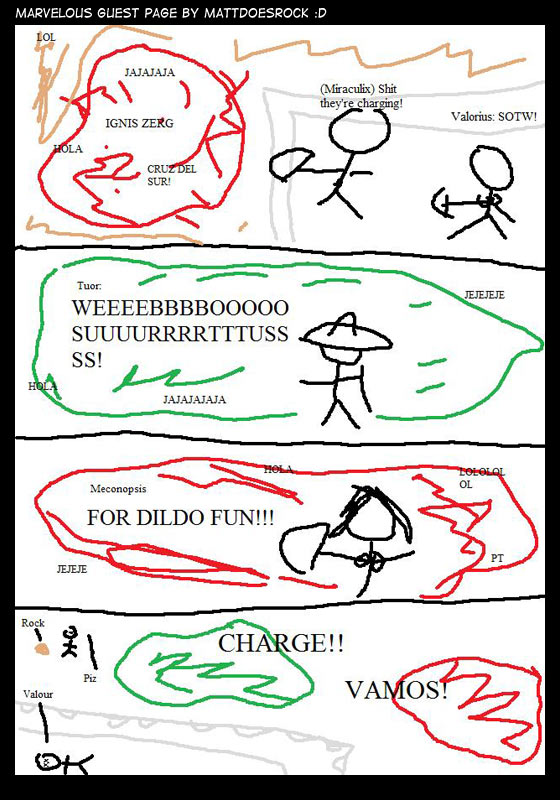 MARVELOUS GUEST PAGE BY MATTDOESROCK :D
LOL
JAJAJAJA
IGNIS ZERG
HOLA
CRUZ DEL
SUR!
(Miraculix) Shit
they're charging!
Valorius: SOTW!
Tuor:
WEEEEBBBBOOOOO
SUUUURRRRTTTUSS
SS!
JEJEJEJE
HOLA
JAJAJAJAJA
HOLA
LOLOLOL
OL
Meconopsis
FOR DILDO FUN!!!
JEJEJE
PT
Rock
Piz
CHARGE!!
VAMOS!
Valour